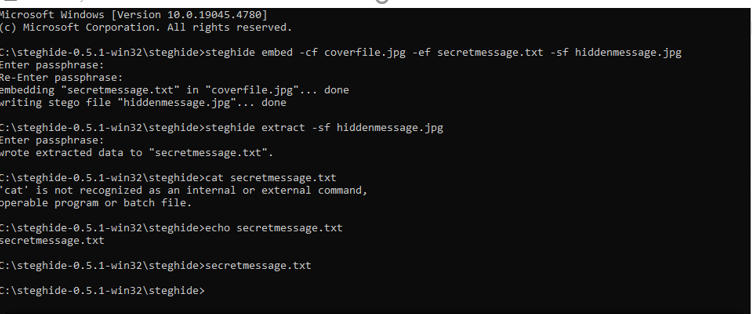 Microsoft Windows [Version 10.0.19045.4780]
(c) Microsoft Corporation. All rights reserved.
C:\steghide-0.5.1-win32\steghide>steghide embed -cf coverfile.jpg -ef secretmessage.txt -sf hiddenmessage.jpg
Enter passphrase:
Re-Enter passphrase:
embedding "secretmessage.txt" in "coverfile.jpg"... done
writing stego file "hiddenmessage.jpg"... done
C:\steghide-0.5.1-win32\steghide>steghide extract -sf hiddenmessage.jpg
Enter passphrase:
wrote extracted data to "secretmessage.txt".
C:\steghide-0.5.1-win32\steghide>cat secretmessage.txt
'cat' is not recognized as an internal or external command,
operable program or batch file.
C:\steghide-0.5.1-win32\steghide>echo secretmessage.txt
secretmessage.txt
C:\steghide-0.5.1-win32\steghide>secretmessage.txt
C:\steghide-0.5.1-win32\steghide>